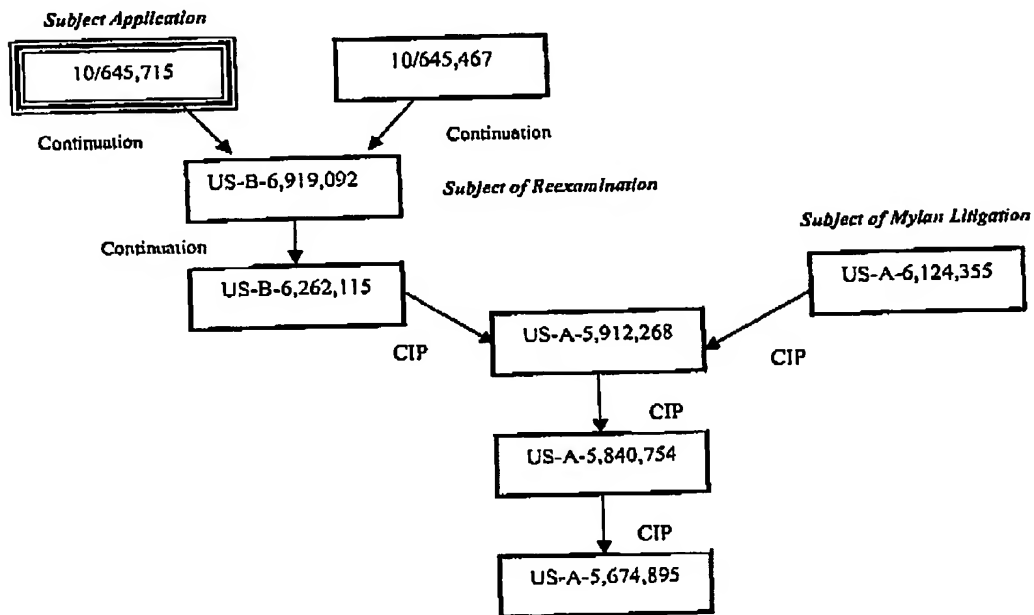 Subject Application
10/645,715
10/645,467
Continuation
Continuation
US-B-6,919,092
Subject of Reexamination
Continuation
Subject of Mylan Litigation
US-B-6,262,115
US-A-6,124,355
CIP
US-A-5,912,268
CIP
CIP
US-A-5,840,754
CIP
US-A-5,674,895